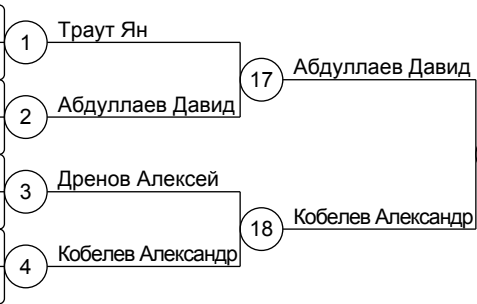 1 Траут Ян
17 Абдуллаев Давид
2 Абдуллаев Давид
3 Дренов Алексей
18 Кобелев Александр
4 Кобелев Александр